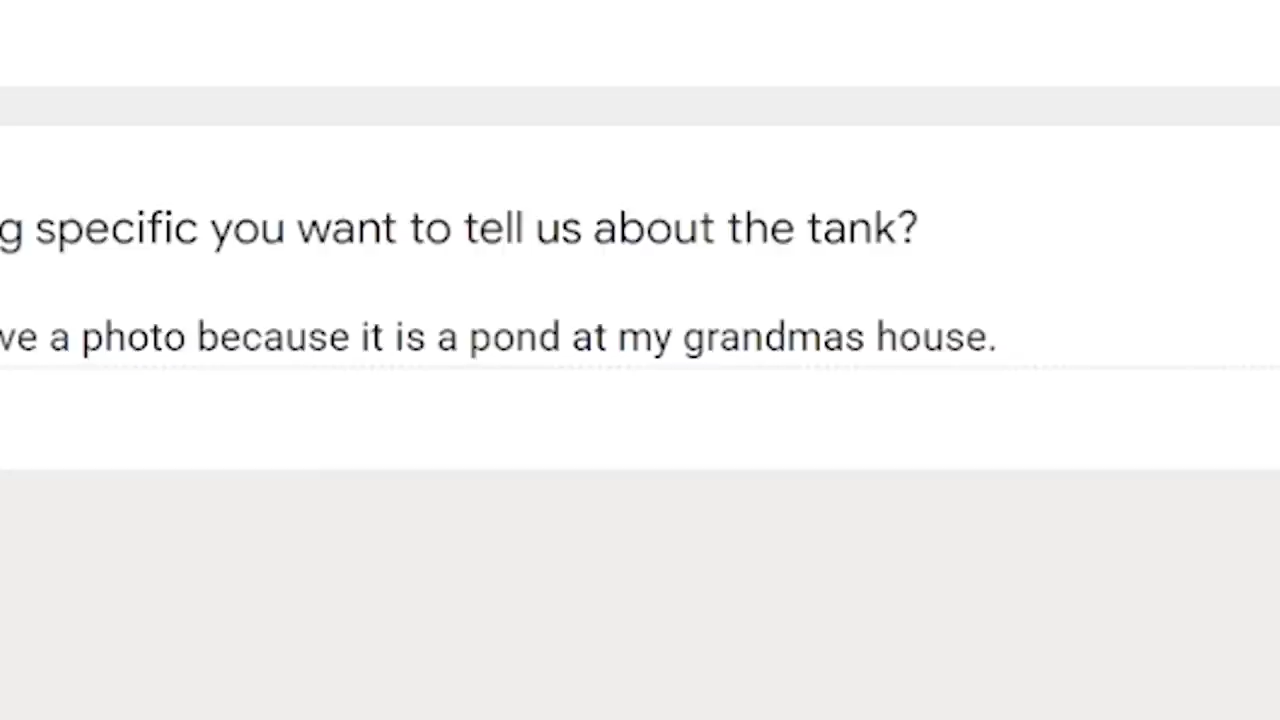 g specific you want to tell us about the tank?
ve a photo because it is a pond at my grandmas house.